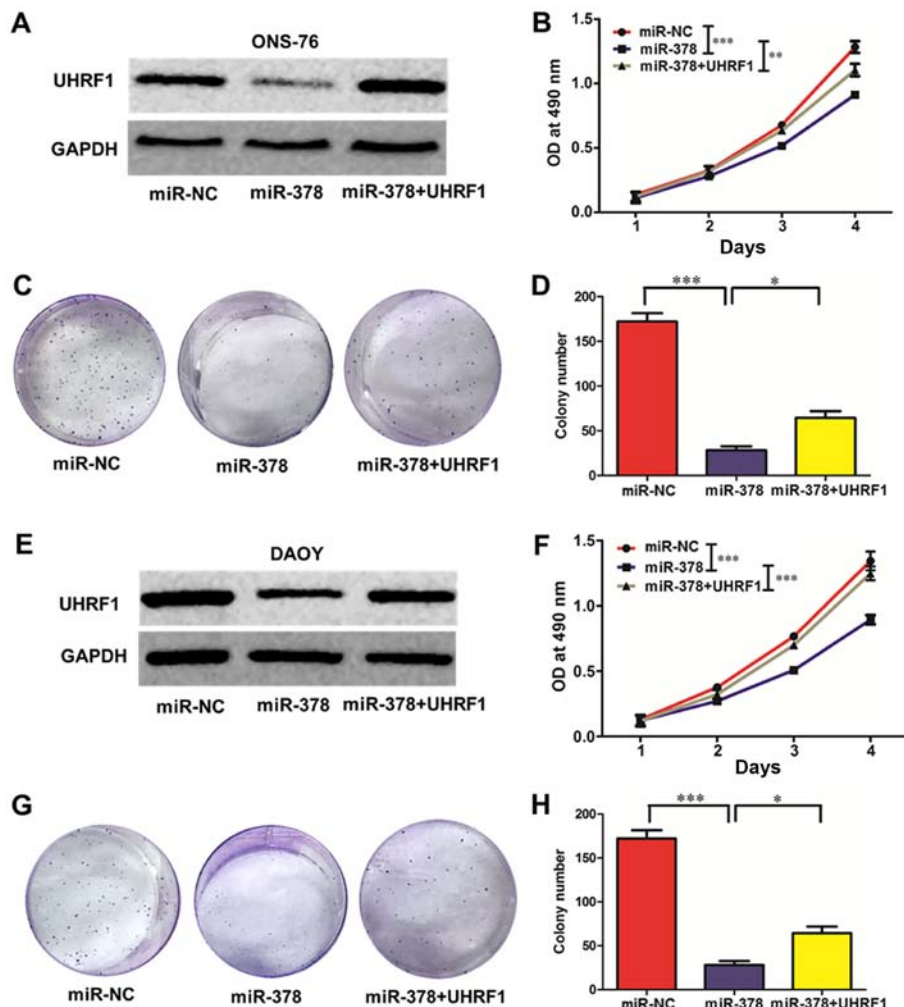 A
ONS-76
UHRF1
GAPDH
miR-NC miR-378 miR-378+UHRF1
B
miR-NC
miR-378
miR-378+UHRF1
***
**
OD at 490 nm
1.5
1.0
0.5
0.0
1 2 3 4
Days
C
miR-NC miR-378 miR-378+UHRF1
D
*** *
Colony number
200
150
100
50
0
miR-NC miR-378 miR-378+UHRF1
E
DAOY
UHRF1
GAPDH
miR-NC miR-378 miR-378+UHRF1
F
miR-NC
miR-378
miR-378+UHRF1
***
***
OD at 490 nm
1.5
1.0
0.5
0.0
1 2 3 4
Days
G
miR-NC miR-378 miR-378+UHRF1
H
*** *
Colony number
200
150
100
50
0
miR-NC miR-378 miR-378+UHRF1